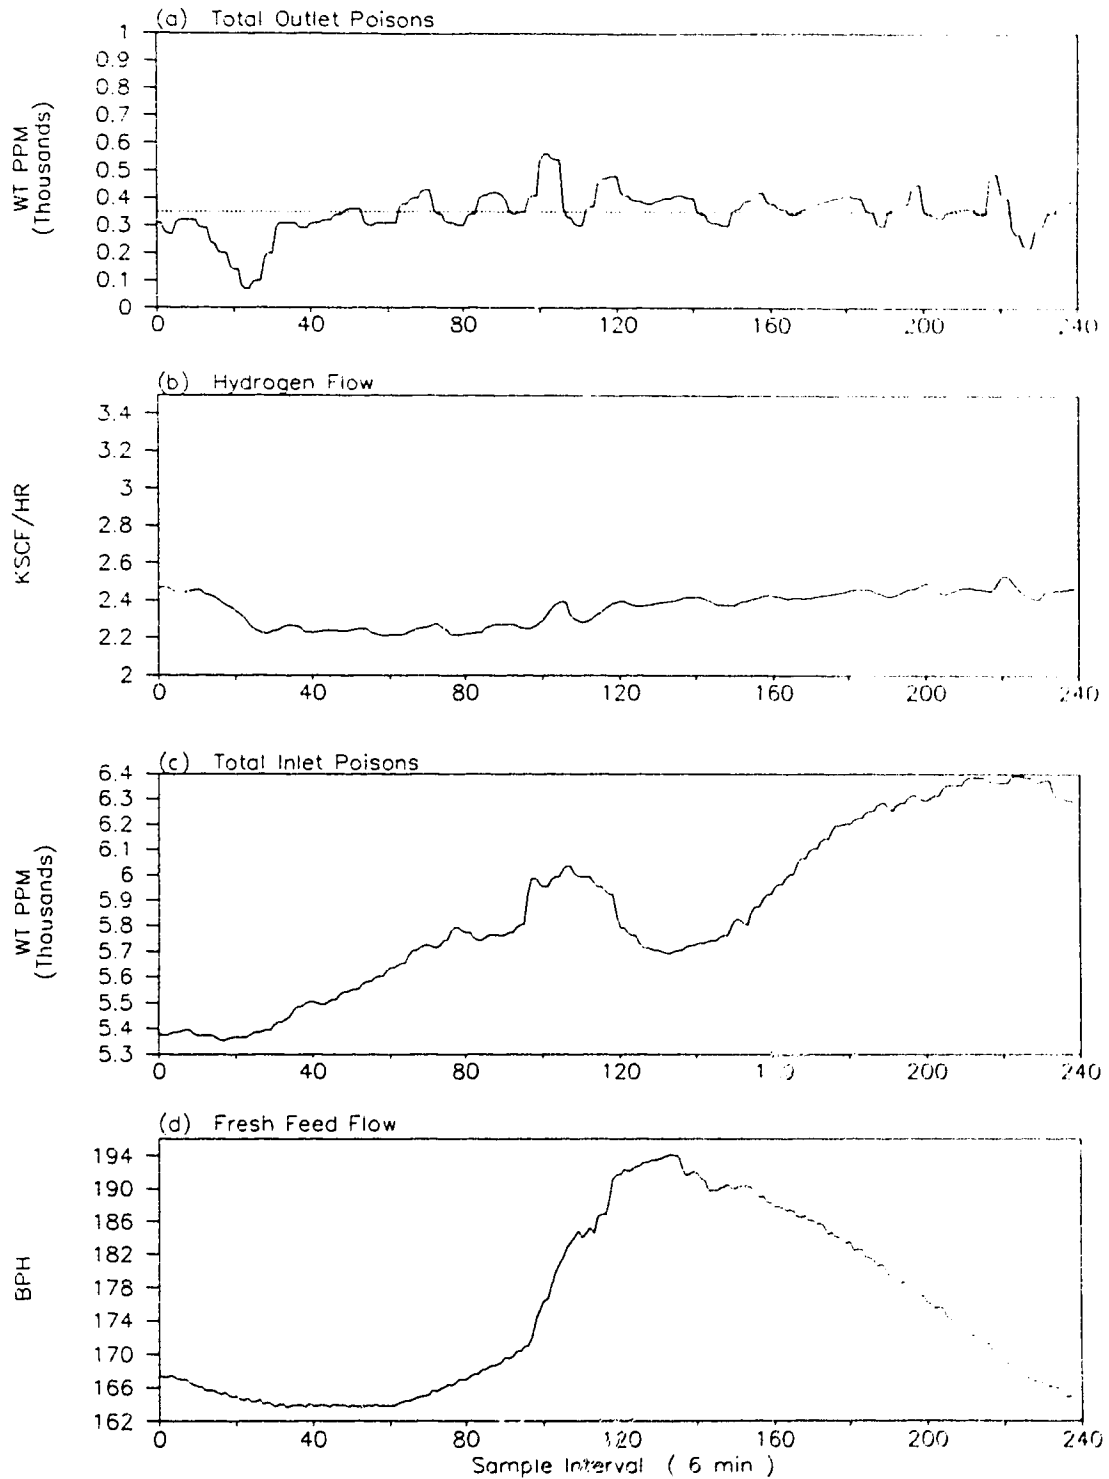 (a) Total Outlet Poisons
1
0.9
0.8
0.7
0.6
0.5
0.4
0.3
0.2
0.1
0
WT PPM
(Thousands)
0 40 80 120 160 200 240
(b) Hydrogen Flow
3.4
3.2
3
2.8
2.6
2.4
2.2
2
KSCF/HR
0 40 80 120 160 200 240
(c) Total Inlet Poisons
6.4
6.3
6.2
6.1
6
5.9
5.8
5.7
5.6
5.5
5.4
5.3
WT PPM
(Thousands)
0 40 80 120 200 240
(d) Fresh Feed Flow
194
190
186
182
178
174
170
166
162
BPH
0 40 80 120 160 200 240
Sample Interval ( 6 min )